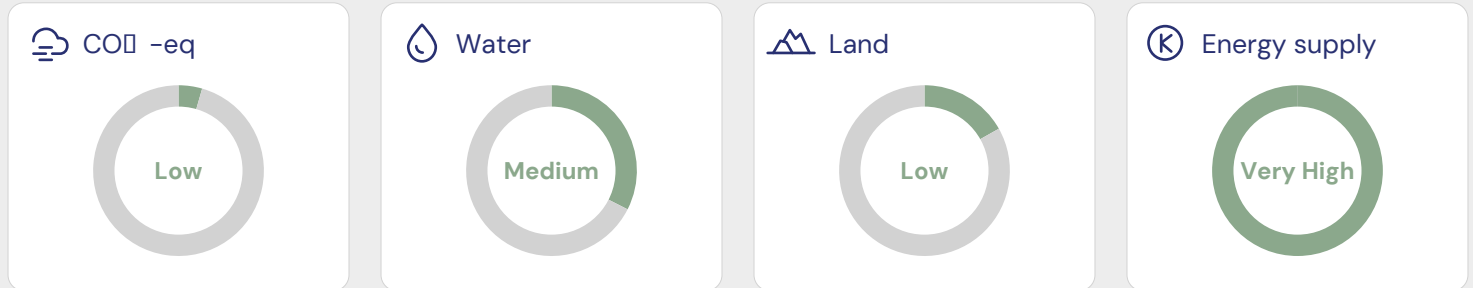 CO▯ -eq
Low
Water
Medium
Land
Low
Energy supply
Very High